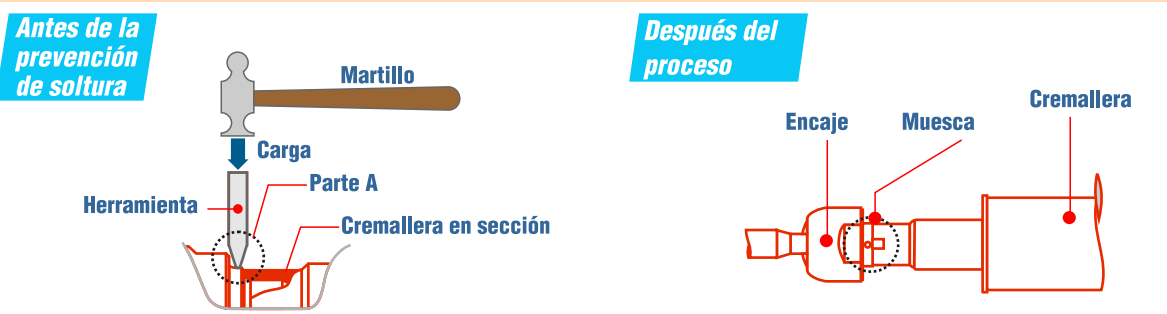 Antes de la
prevención
de soltura
Martillo
Carga
Parte A
Herramienta
Cremallera en sección
Después del
proceso
Cremallera
Encaje
Muesca